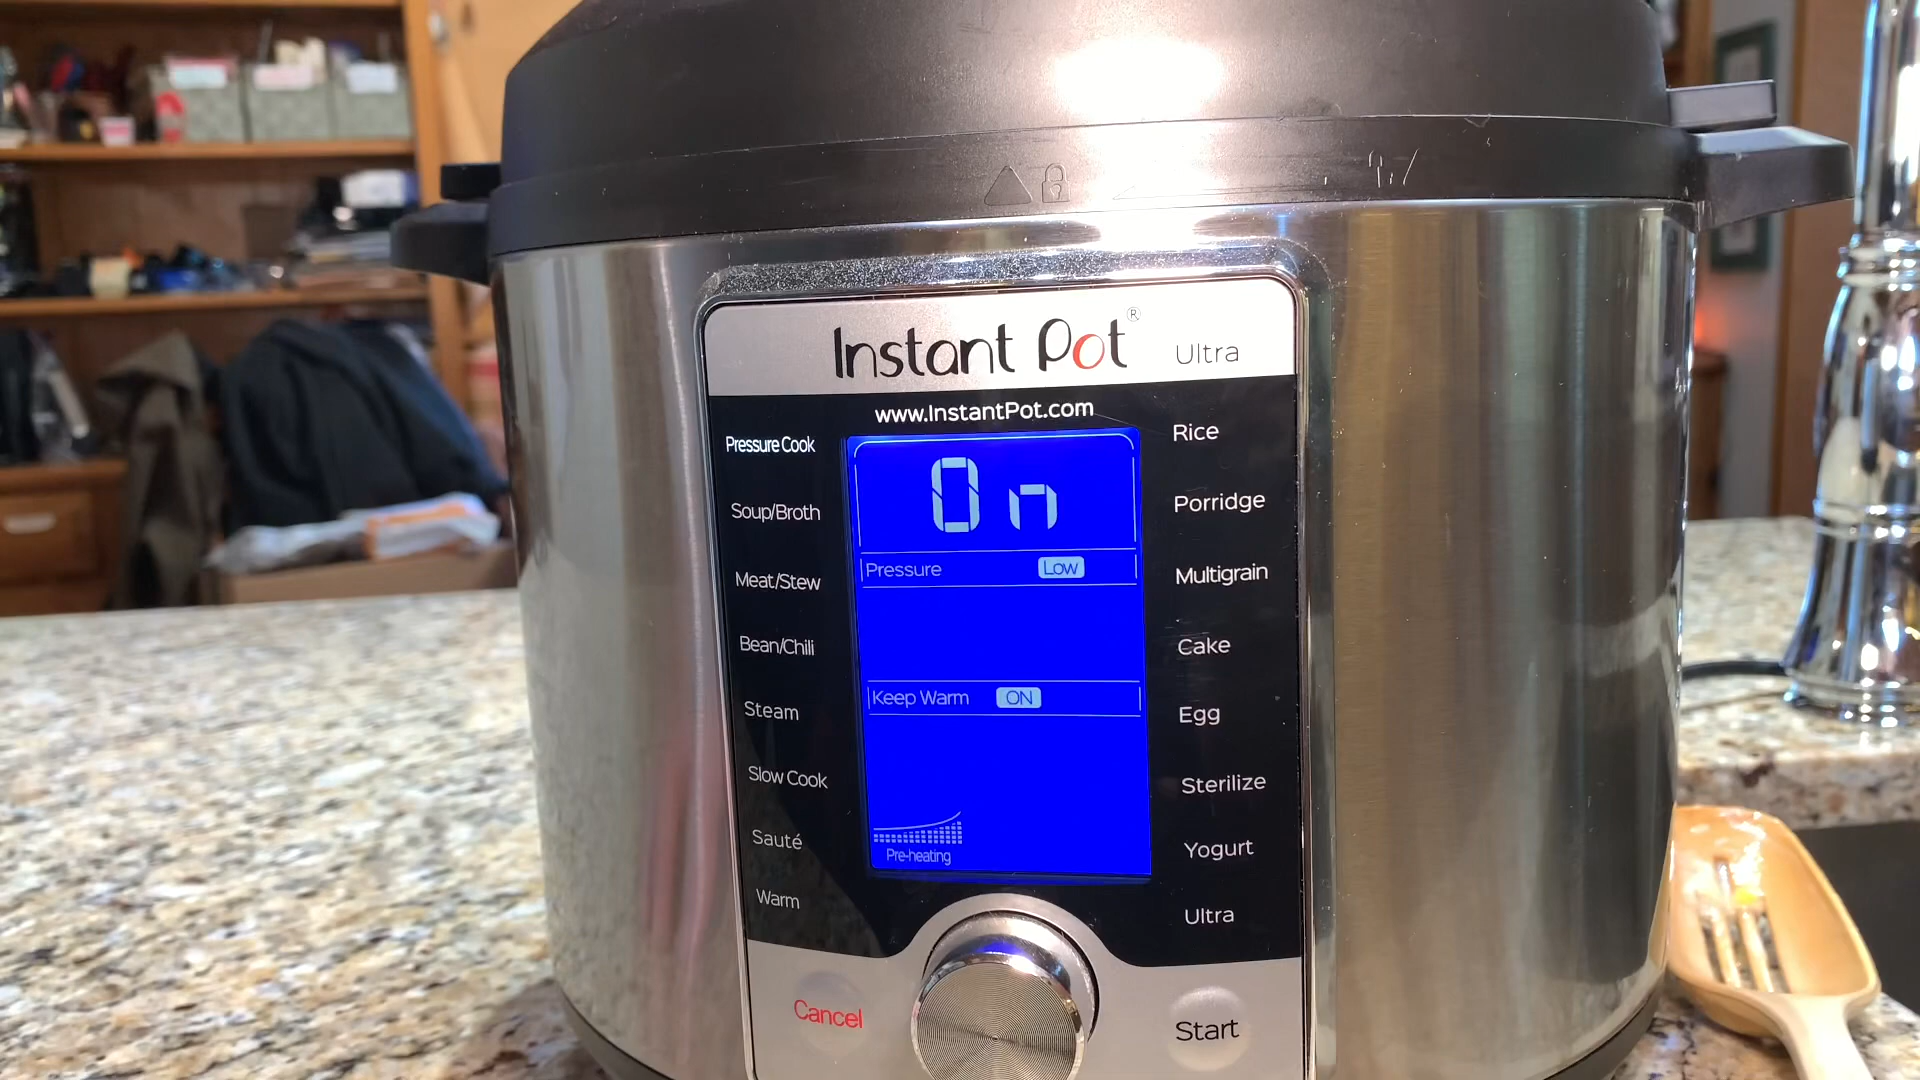 Instant Pot® Ultra
www.InstantPot.com
Pressure Cook
Soup/Broth
Meat/Stew
Bean/Chili
Steam
Slow Cook
Sauté
Warm
On
Pressure Low
Keep Warm ON
Pre-heating
Rice
Porridge
Multigrain
Cake
Egg
Sterilize
Yogurt
Ultra
Cancel
Start